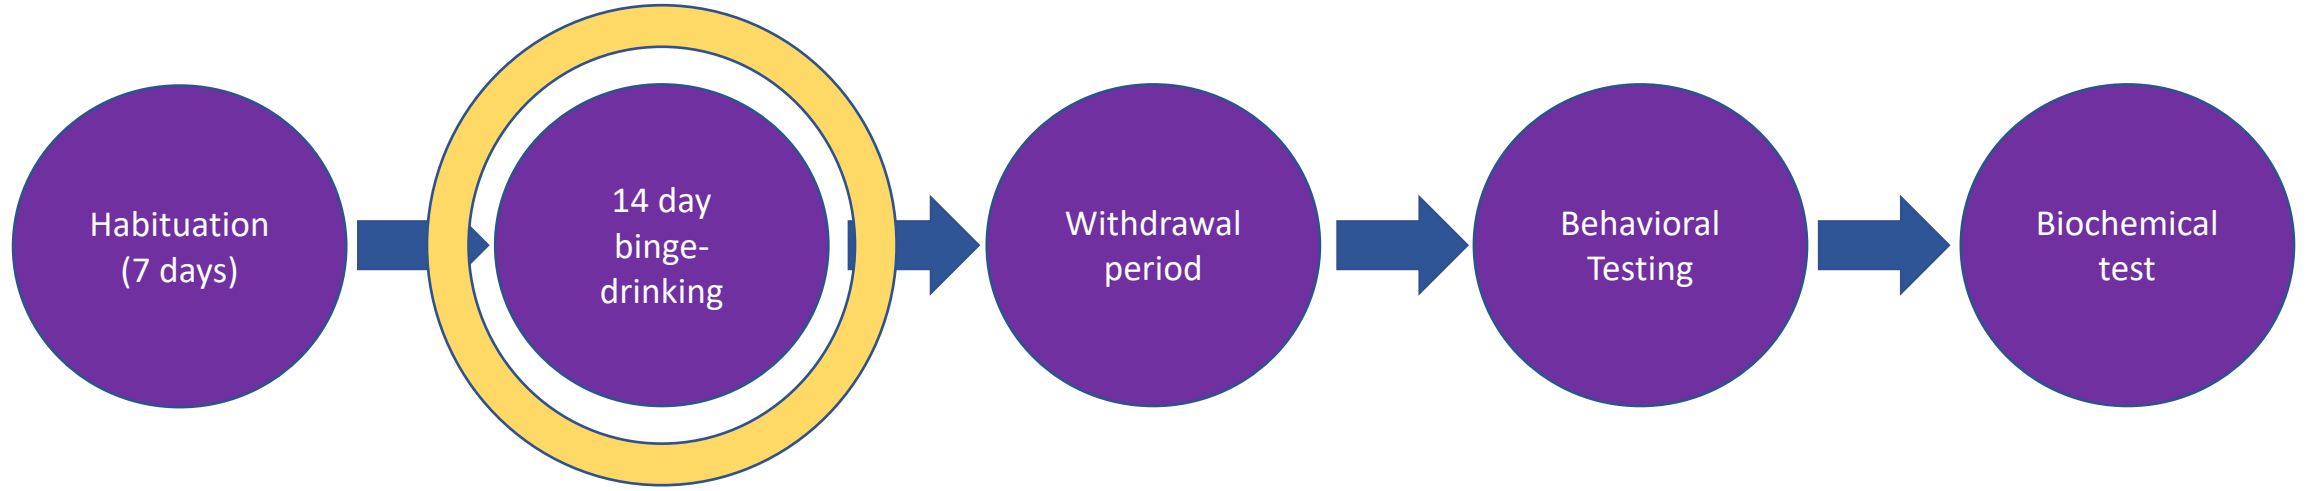 Habituation
(7 days)
14 day
binge-
drinking
Withdrawal
period
Behavioral
Testing
Biochemical
test